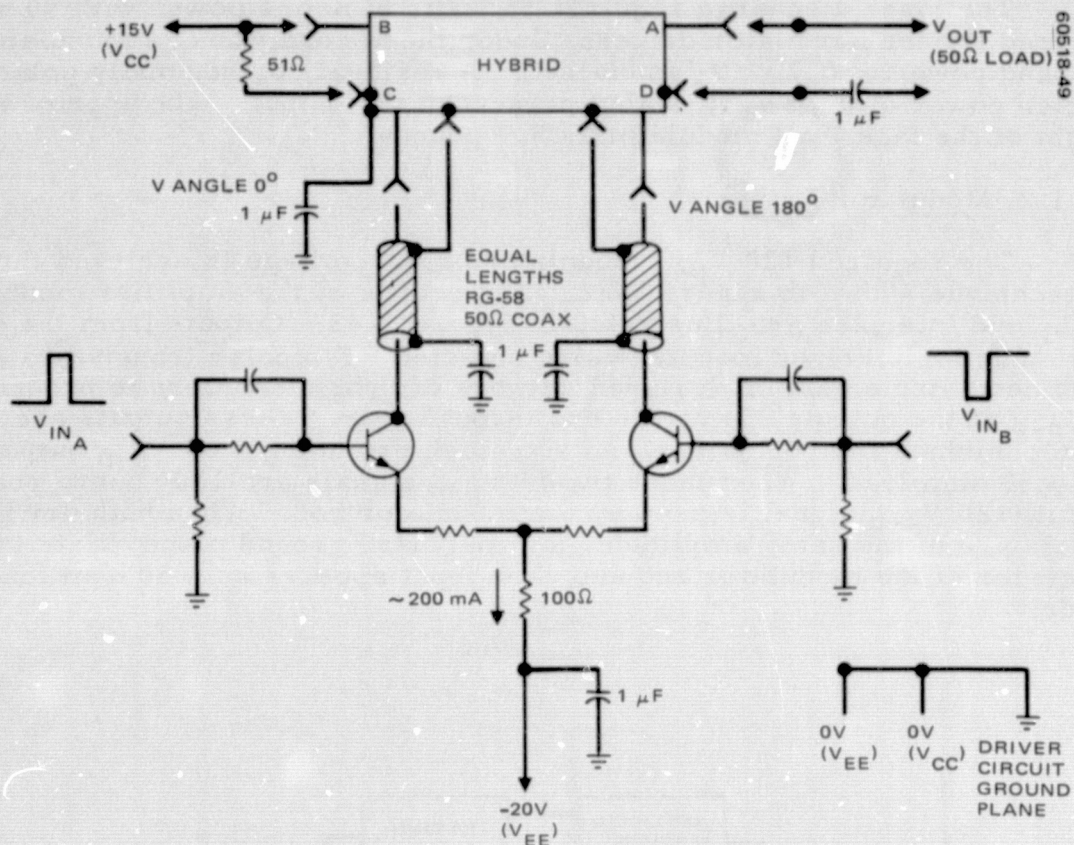 +15V
(VCC)
51Ω
B
C
HYBRID
A
D
VOUT
(50Ω LOAD)
1 μF
60518-49
V ANGLE 0°
1 μF
V ANGLE 180°
EQUAL
LENGTHS
RG-58
50Ω COAX
1 μF
VINA
VINB
~200 mA
100Ω
1 μF
-20V
(VEE)
0V
(VEE)
0V
(VCC)
DRIVER
CIRCUIT
GROUND
PLANE